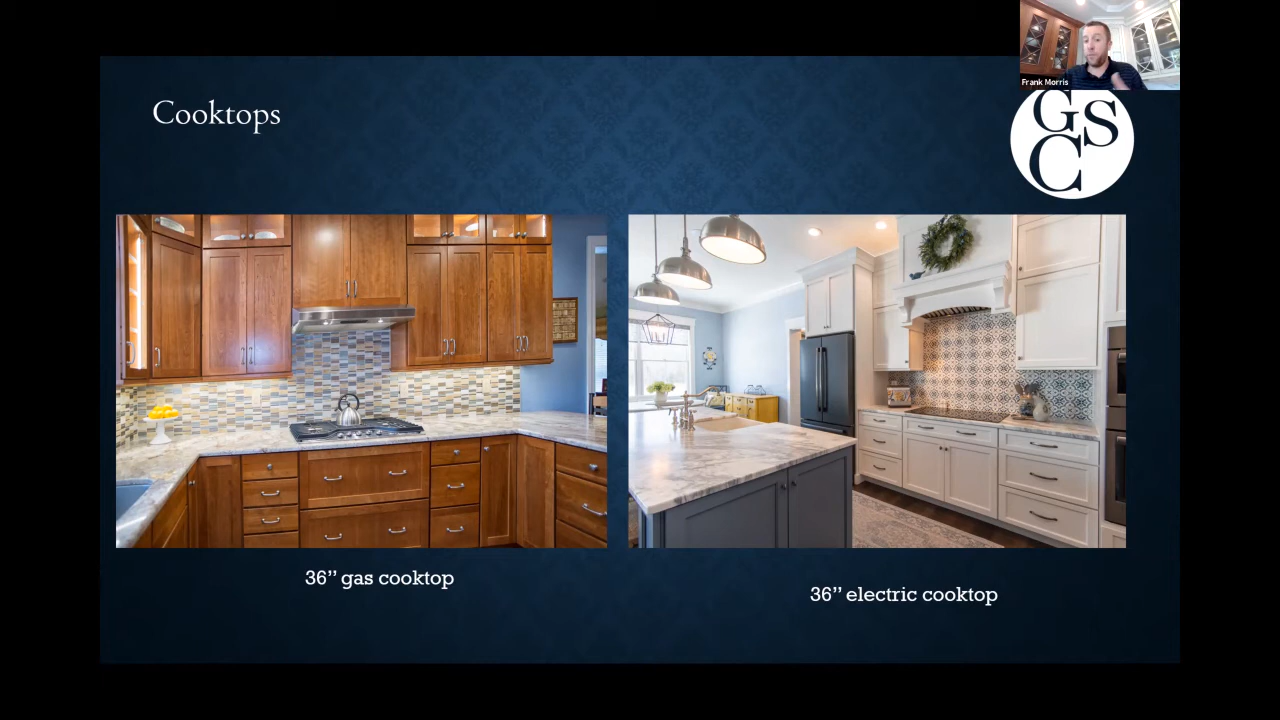 Cooktops
Frank Morris
GSC
36” gas cooktop
36” electric cooktop